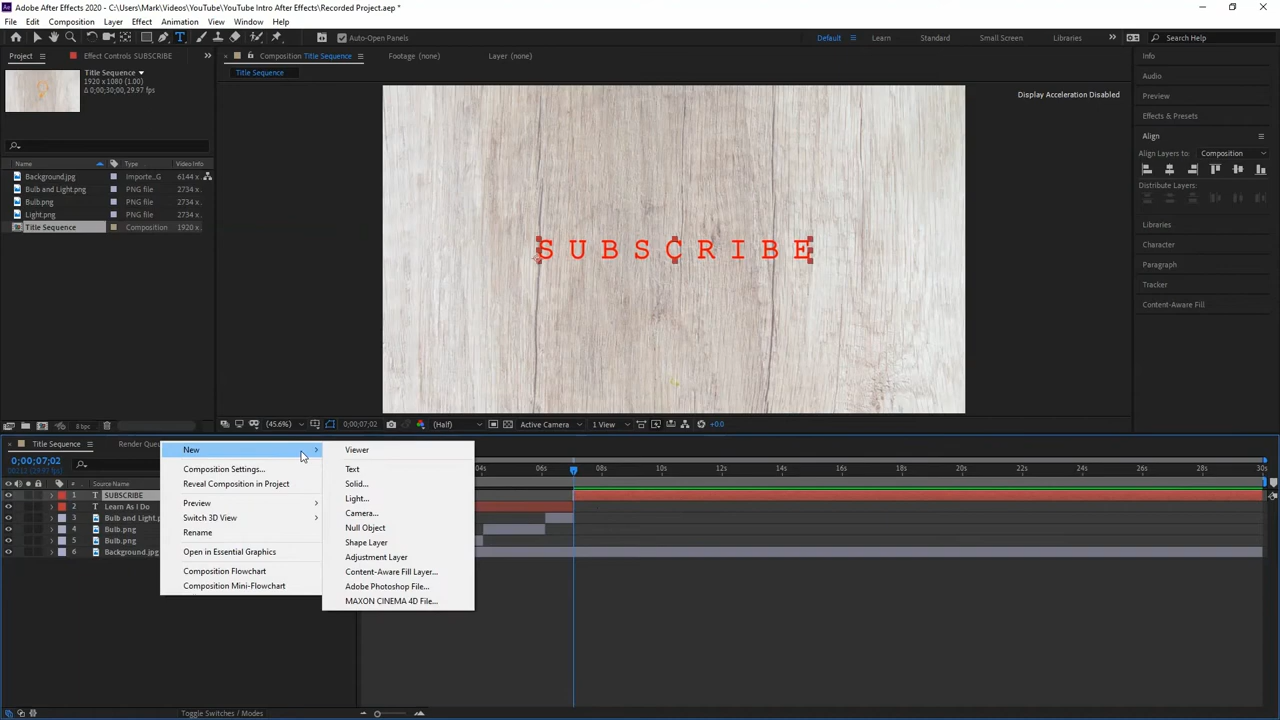 Adobe After Effects 2020 - C:\Users\Mark\Videos\YouTube\YouTube Intro After Effects\Recorded Project.aep *
File Edit Composition Layer Effect Animation View Window Help
Auto-Open Panels Default Learn Small Screen Standard Libraries Search Help
Project Effect Controls SUBSCRIBE Composition Title Sequence Footage (none) Layer (none) Info
Title Sequence
Title Sequence
1920 x 1080 (1.00)
Δ 0;00;30;00, 29.97 fps
Display Acceleration Disabled
Audio
Preview
Effects & Presets
Align
Align Layers to: Composition
Distribute Layers:
Name Type Video Info
Background.jpg Importe...G 6144 x
Bulb and Light.png PNG file 2734 x
Bulb.png PNG file 2734 x
Light.png PNG file 2734 x
Title Sequence Composition 1920 x
Libraries
Character
Paragraph
Tracker
Content-Aware Fill
SUBSCRIBE
8 bpc (45.6%) 0;00;07;02 (Half) Active Camera 1 View +0.0
Title Sequence Render Que
0;00;07;02
# Source Name
04s 06s 08s 10s 12s 14s 16s 18s 20s 22s 24s 26s 28s 30s
1 T SUBSCRIBE
2 T Learn As I Do
3 Bulb and Light.p
4 Bulb.png
5 Bulb.png
6 Background.jpg
New
Composition Settings...
Reveal Composition in Project
Preview
Switch 3D View
Rename
Open in Essential Graphics
Composition Flowchart
Composition Mini-Flowchart
Viewer
Text
Solid...
Light...
Camera...
Null Object
Shape Layer
Adjustment Layer
Content-Aware Fill Layer...
Adobe Photoshop File...
MAXON CINEMA 4D File...
Toggle Switches / Modes